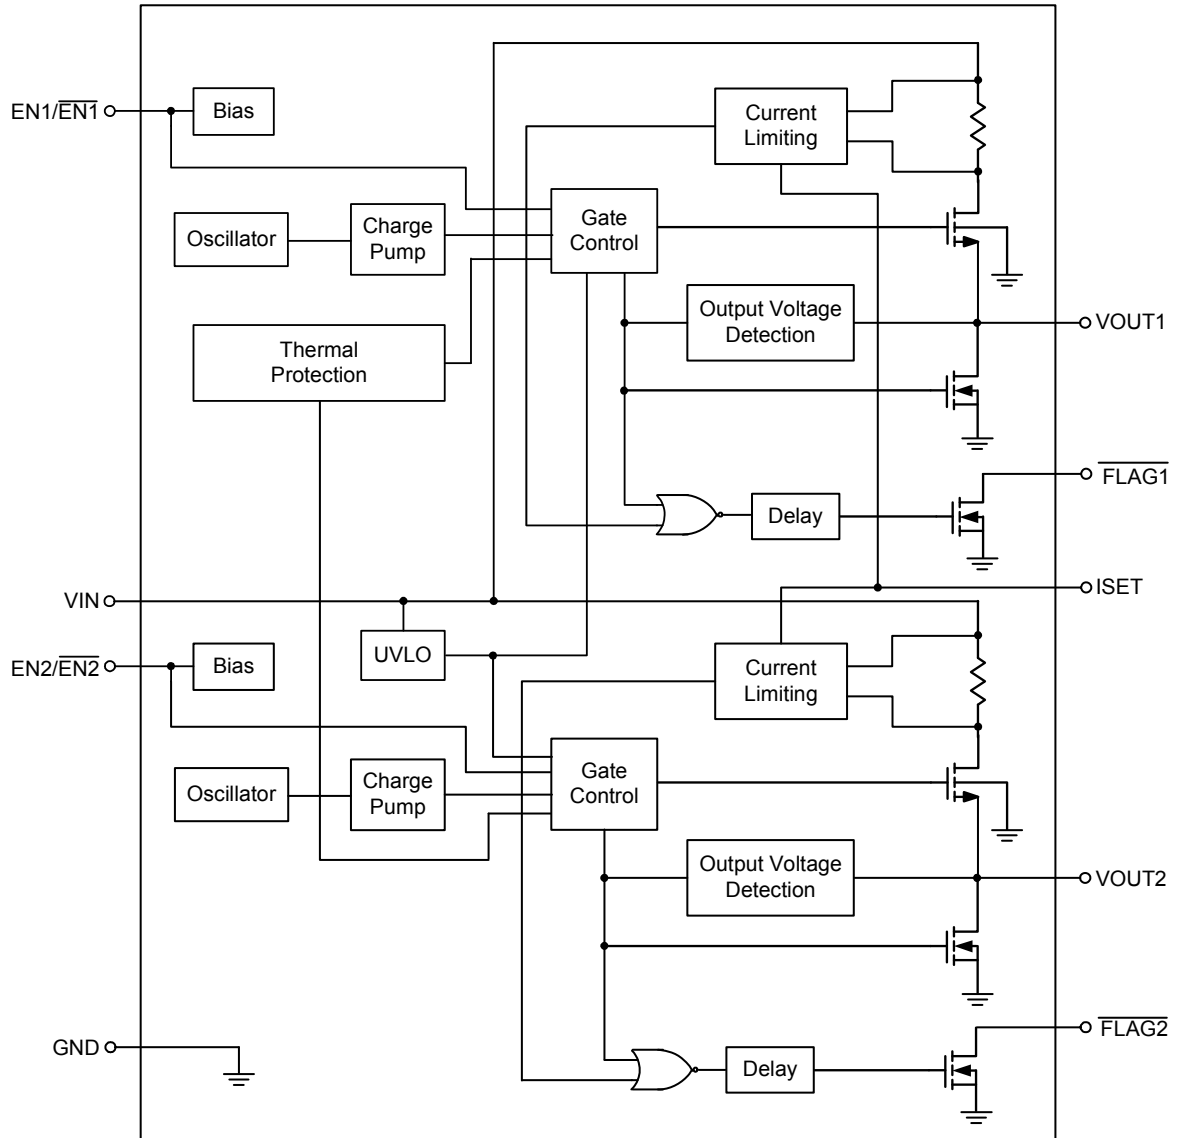 EN1/EN1
Bias
Current
Limiting
Oscillator
Charge
Pump
Gate
Control
Output Voltage
Detection
VOUT1
Thermal
Protection
FLAG1
Delay
VIN
ISET
UVLO
EN2/EN2
Bias
Current
Limiting
Oscillator
Charge
Pump
Gate
Control
Output Voltage
Detection
VOUT2
FLAG2
GND
Delay